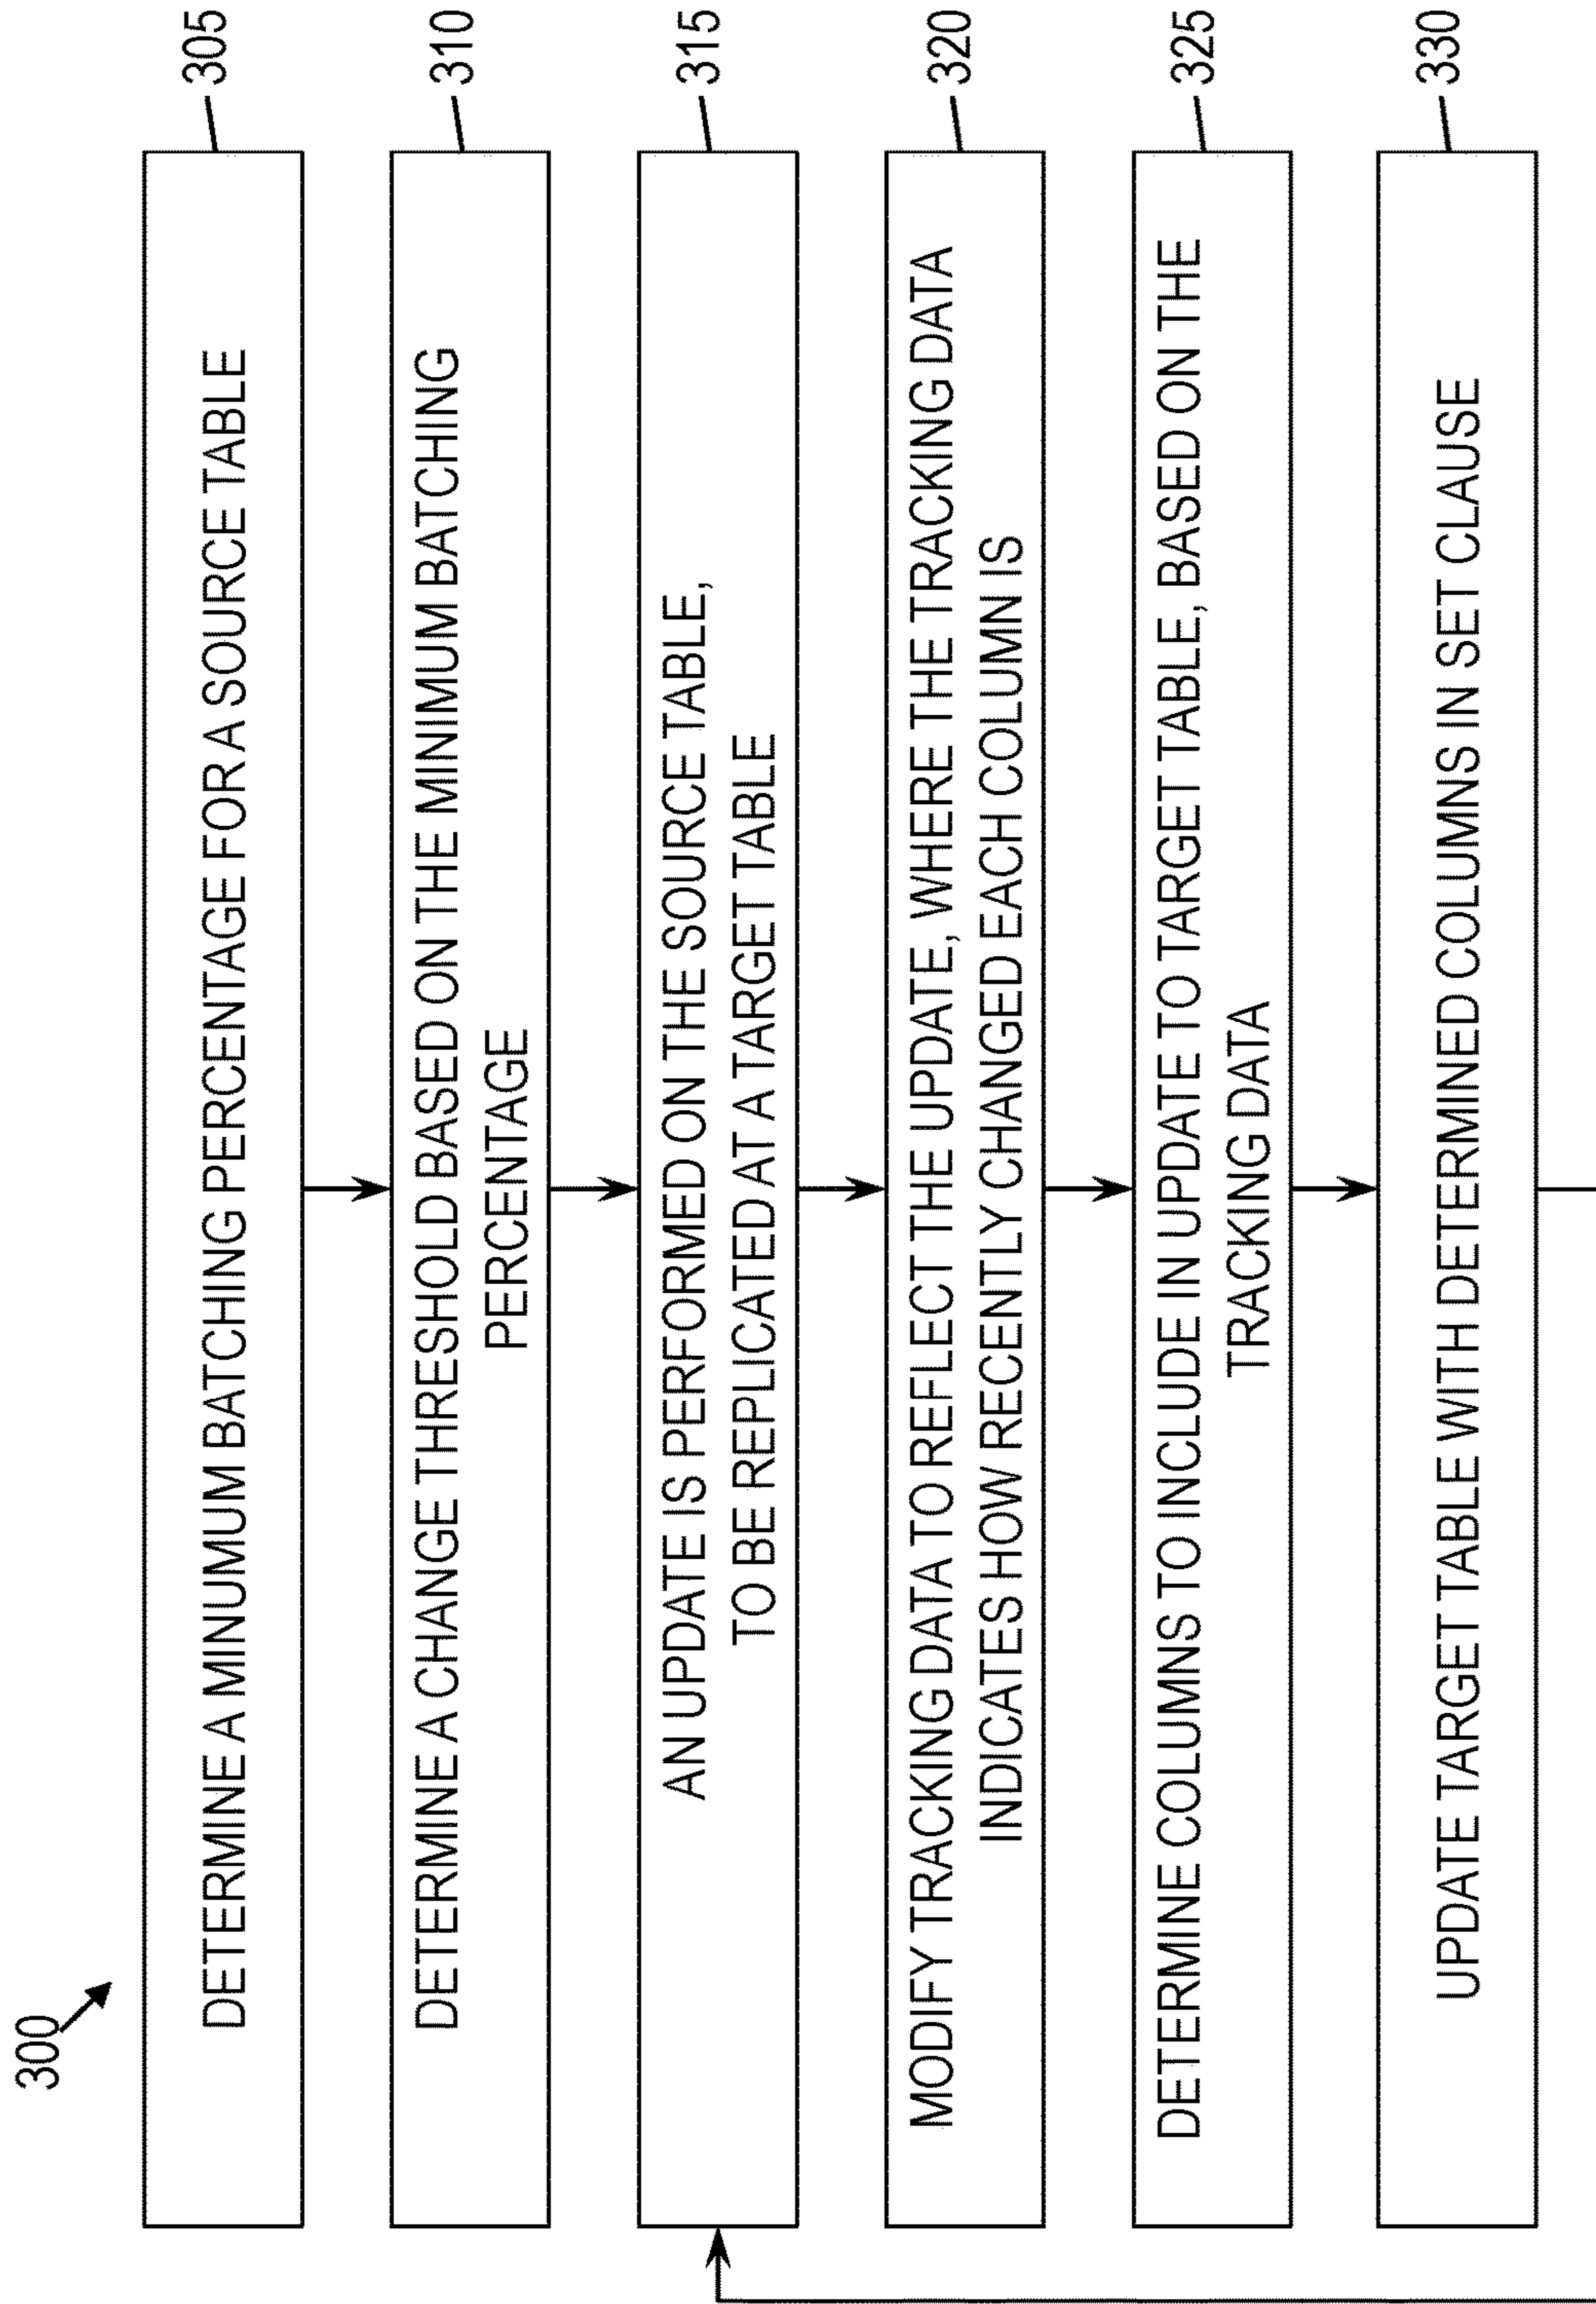 300
DETERMINE A MINUMUM BATCHING PERCENTAGE FOR A SOURCE TABLE
305
DETERMINE A CHANGE THRESHOLD BASED ON THE MINIMUM BATCHING
PERCENTAGE
310
AN UPDATE IS PERFORMED ON THE SOURCE TABLE,
TO BE REPLICATED AT A TARGET TABLE
315
MODIFY TRACKING DATA TO REFLECT THE UPDATE, WHERE THE TRACKING DATA
INDICATES HOW RECENTLY CHANGED EACH COLUMN IS
320
DETERMINE COLUMNS TO INCLUDE IN UPDATE TO TARGET TABLE, BASED ON THE
TRACKING DATA
325
UPDATE TARGET TABLE WITH DETERMINED COLUMNS IN SET CLAUSE
330